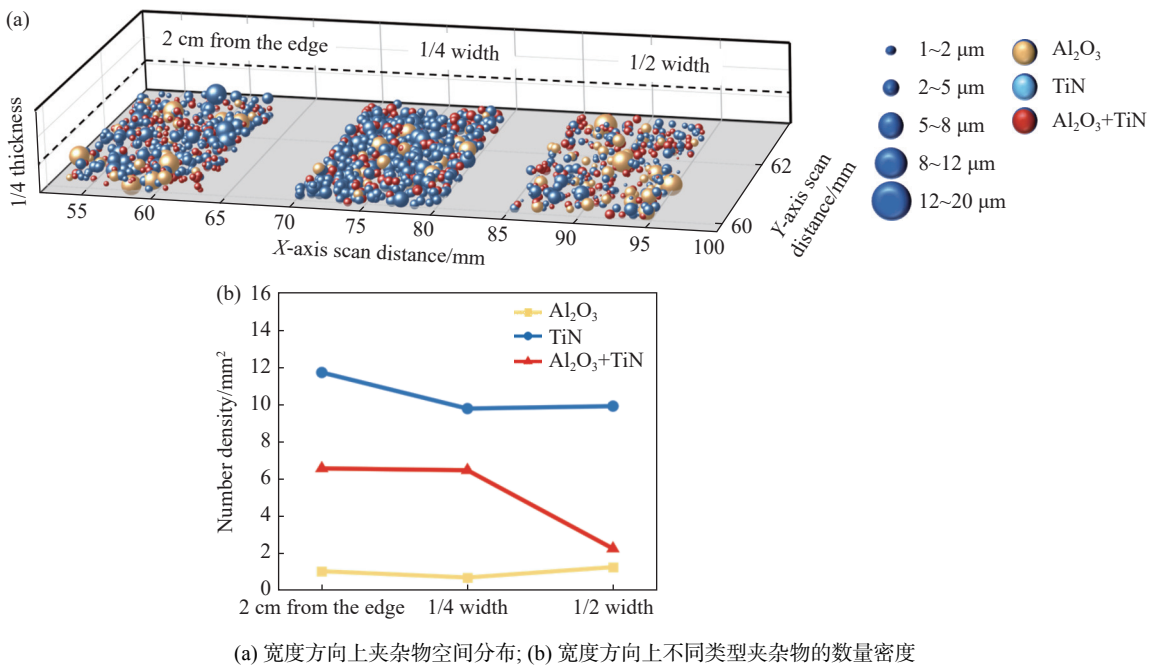 (a)
2 cm from the edge
1/4 width
1/2 width
1/4 thickness
55
60
65
70
75
80
85
90
95
100
X-axis scan distance/mm
60
62
Y-axis scan
distance/mm
1~2 μm
2~5 μm
5~8 μm
8~12 μm
12~20 μm
Al₂O₃
TiN
Al₂O₃+TiN
(b)
16
14
12
10
8
6
4
2
0
Number density/mm²
Al₂O₃
TiN
Al₂O₃+TiN
2 cm from the edge
1/4 width
1/2 width
(a) 宽度方向上夹杂物空间分布; (b) 宽度方向上不同类型夹杂物的数量密度